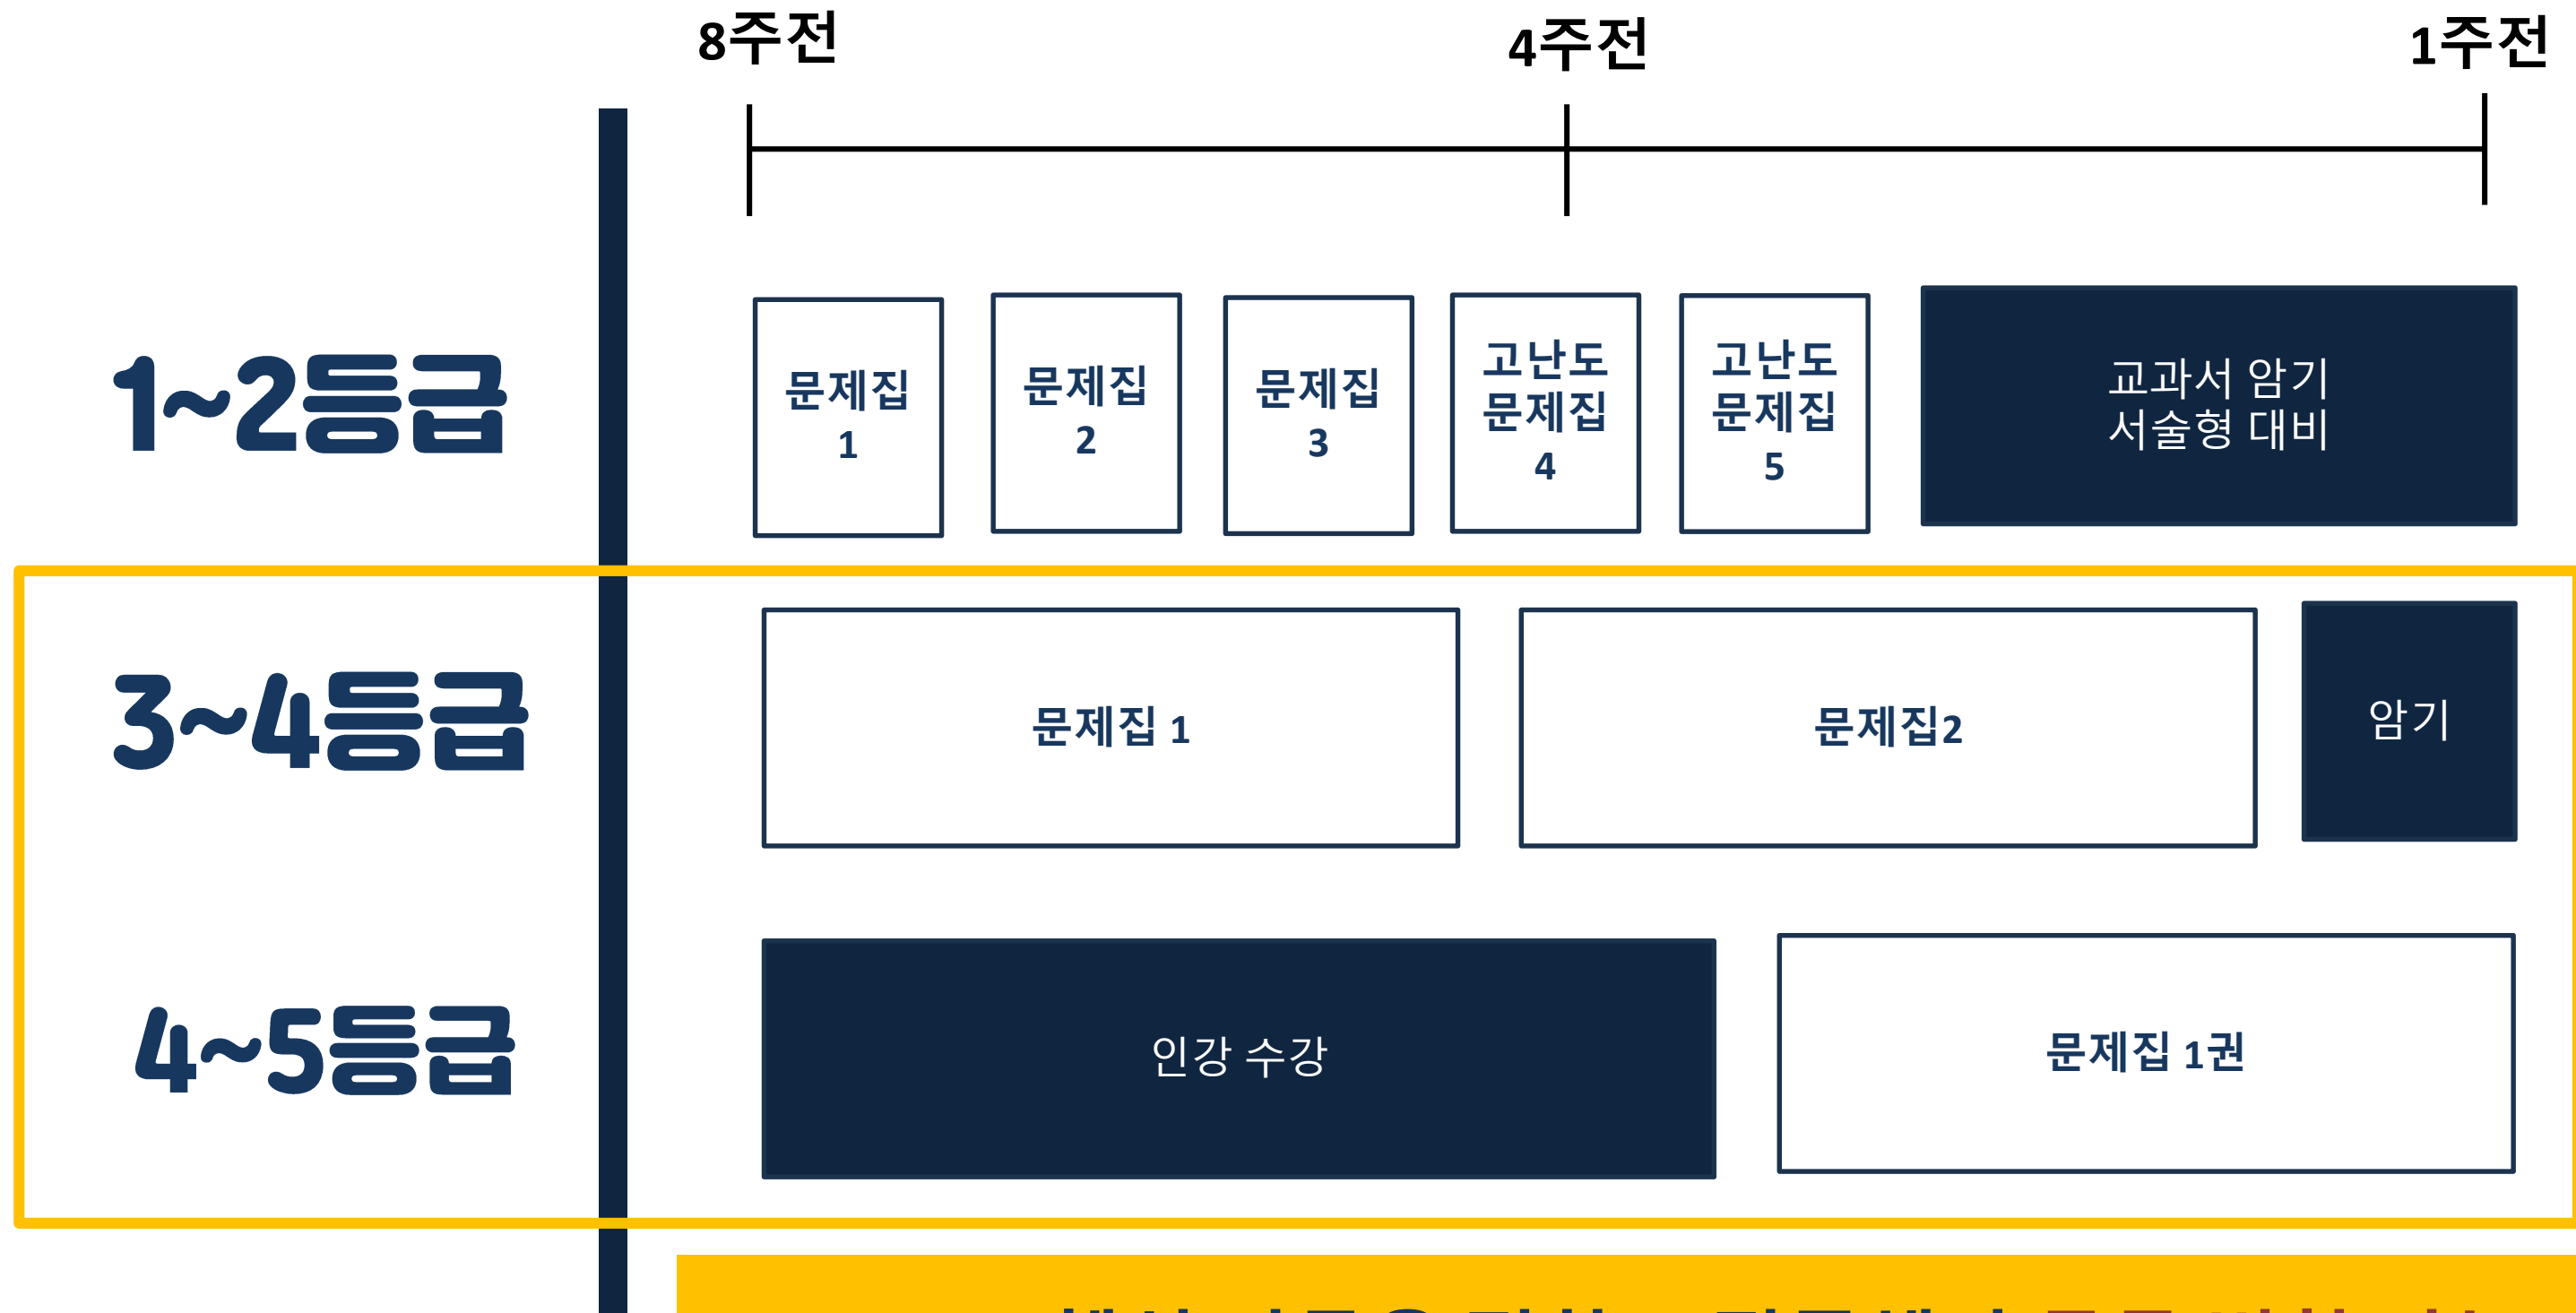 8주전
4주전
1주전
1~2등급
문제집
1
문제집
2
문제집
3
고난도
문제집
4
고난도
문제집
5
교과서 암기
서술형 대비
3~4등급
문제집 1
문제집2
암기
4~5등급
인강 수강
문제집 1권